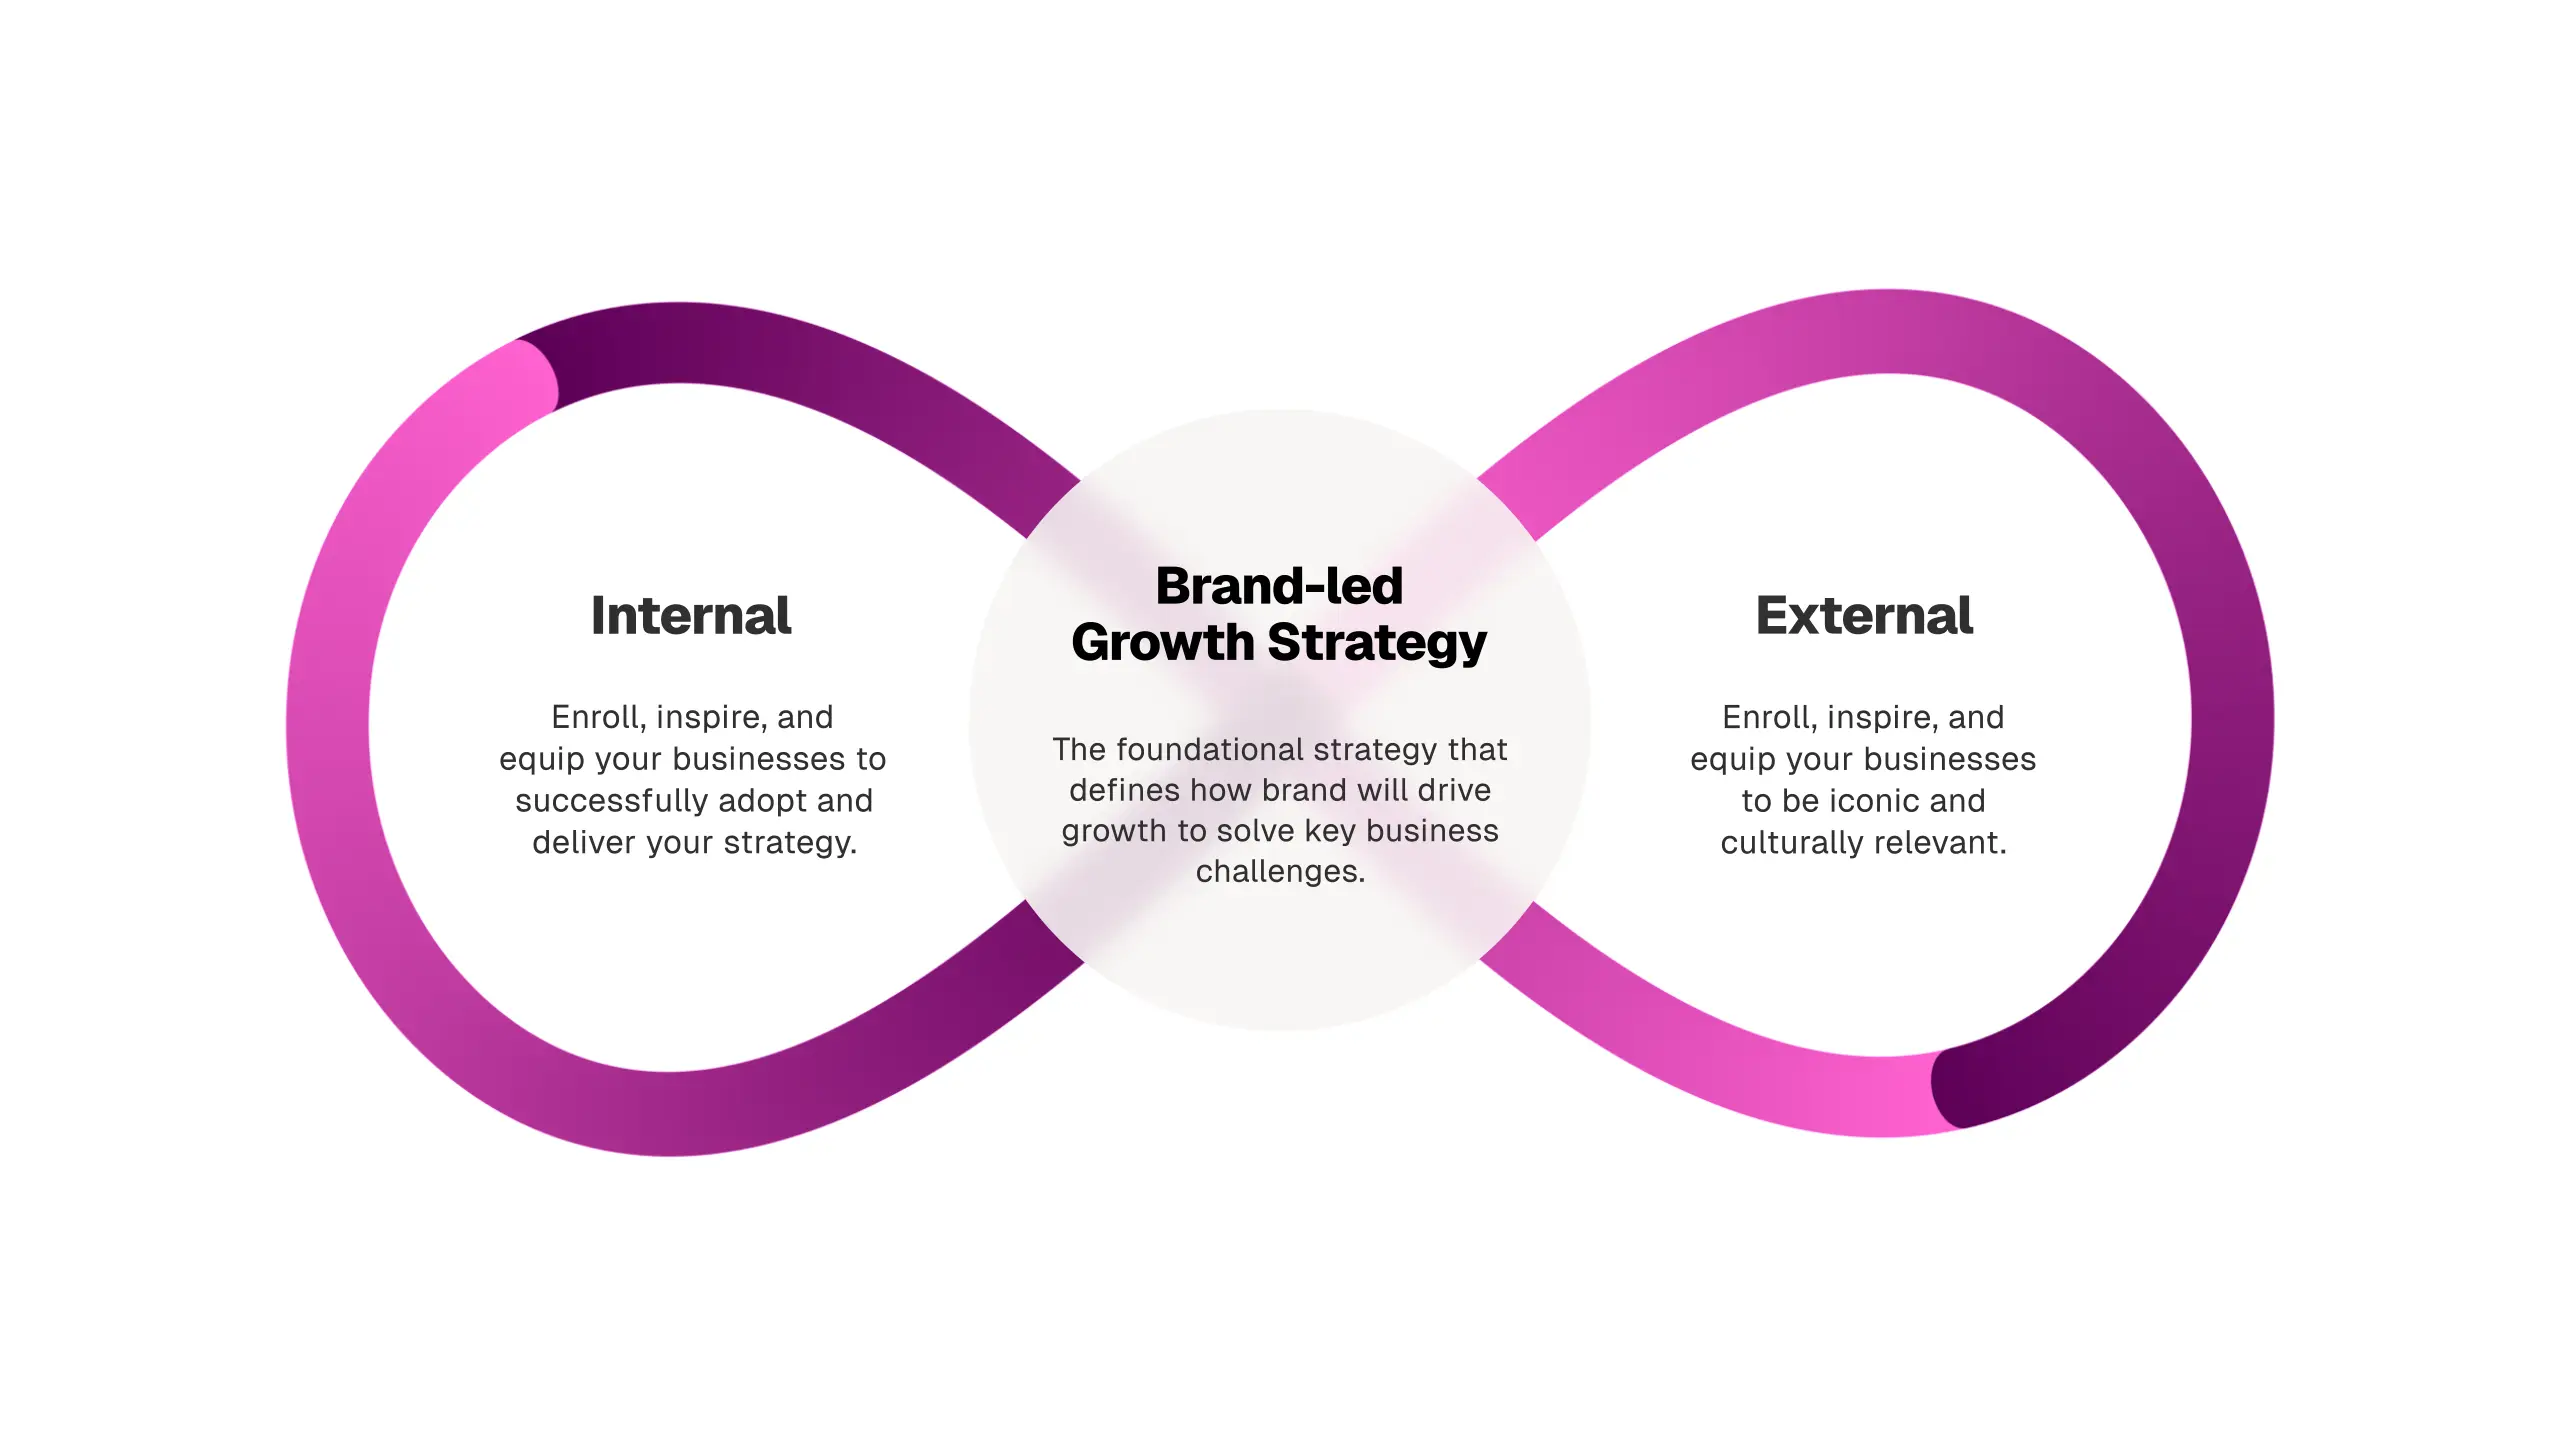 Internal
Enroll, inspire, and
equip your businesses to
successfully adopt and
deliver your strategy.
Brand-led
Growth Strategy
The foundational strategy that
defines how brand will drive
growth to solve key business
challenges.
External
Enroll, inspire, and
equip your businesses
to be iconic and
culturally relevant.